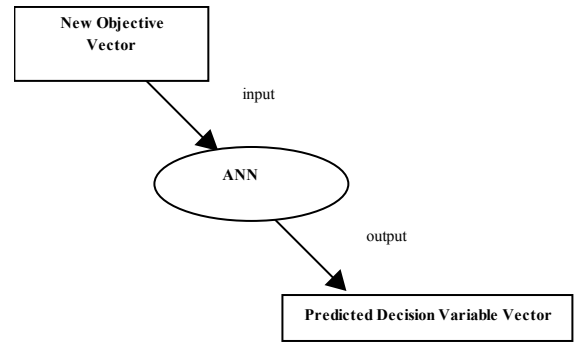 New Objective
Vector
input
ANN
output
Predicted Decision Variable Vector